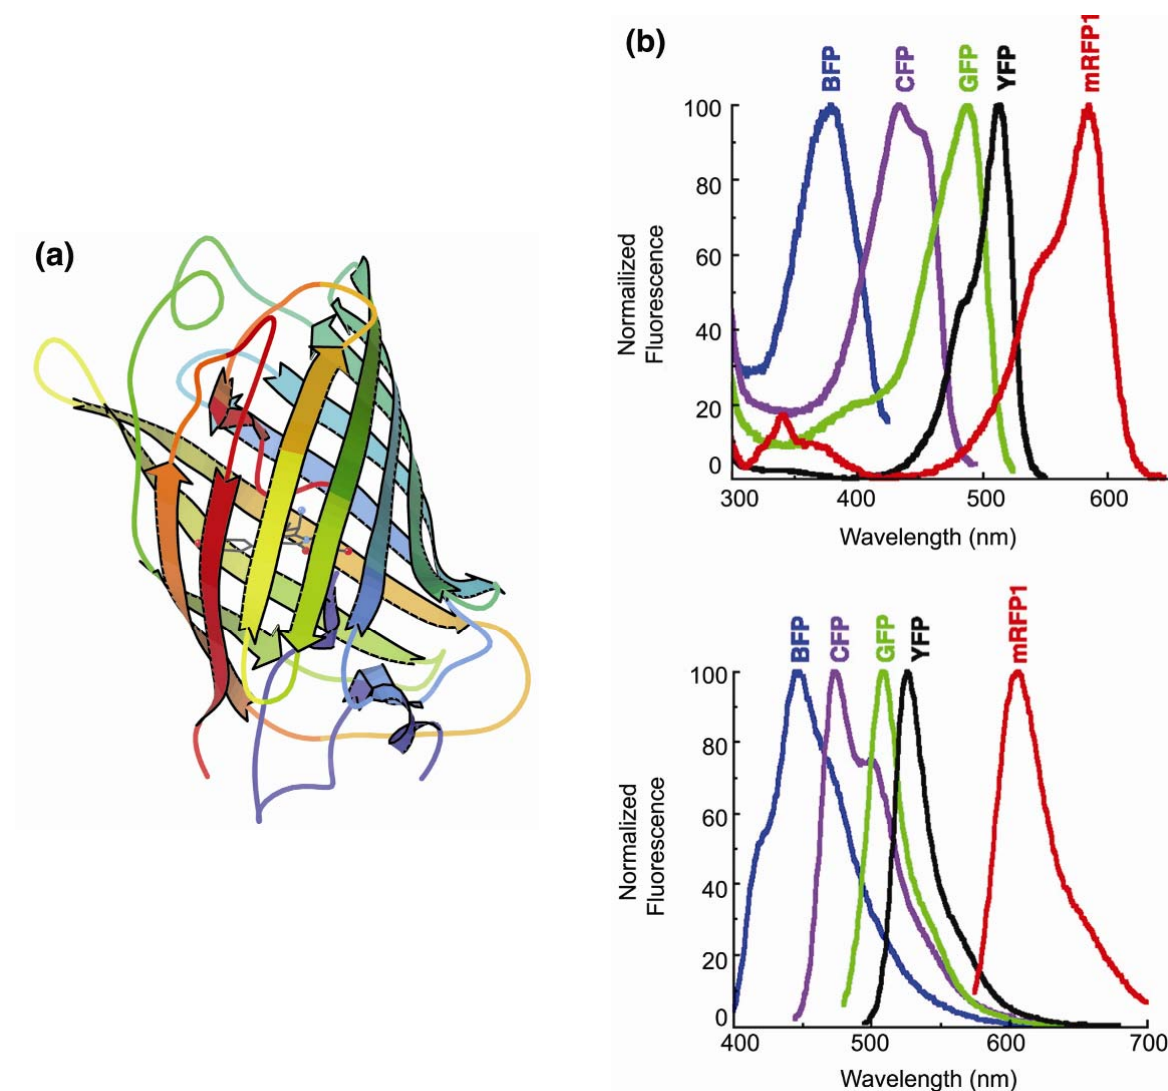 (a)
(b)
BFP
CFP
GFP
YFP
mRFP1
100
80
60
40
20
0
Normailized
Fluorescence
300
400
500
600
Wavelength (nm)
BFP
CFP
GFP
YFP
mRFP1
100
80
60
40
20
0
Normalized
Fluorescence
400
500
600
700
Wavelength (nm)